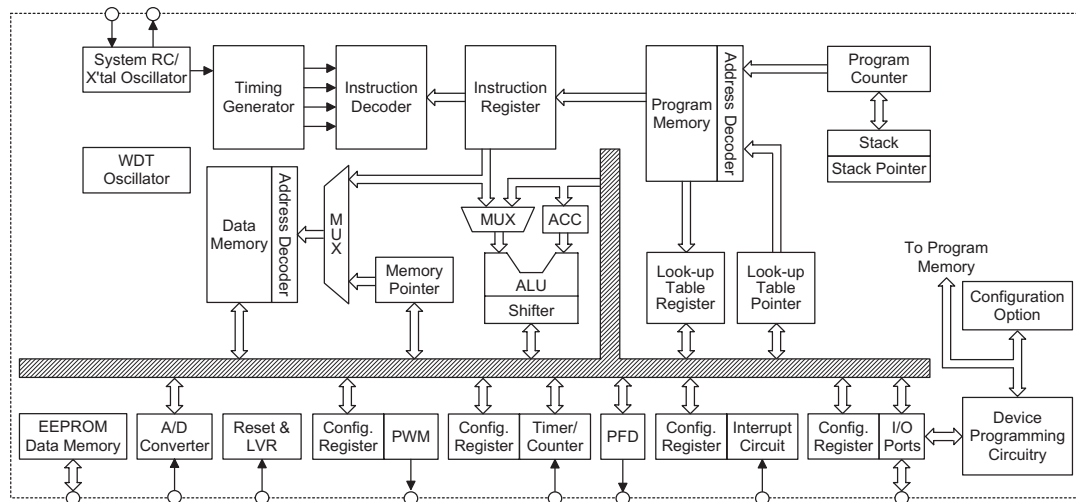 System RC/
X'tal Oscillator
Timing
Generator
Instruction
Decoder
Instruction
Register
Program
Memory
Address Decoder
Program
Counter
Stack
Stack Pointer
WDT
Oscillator
Data
Memory
Address Decoder
MUX
MUX
ACC
Memory
Pointer
ALU
Shifter
Look-up
Table
Register
Look-up
Table
Pointer
To Program
Memory
Configuration
Option
EEPROM
Data Memory
A/D
Converter
Reset &
LVR
Config.
Register
PWM
Config.
Register
Timer/
Counter
PFD
Config.
Register
Interrupt
Circuit
Config.
Register
I/O
Ports
Device
Programming
Circuitry